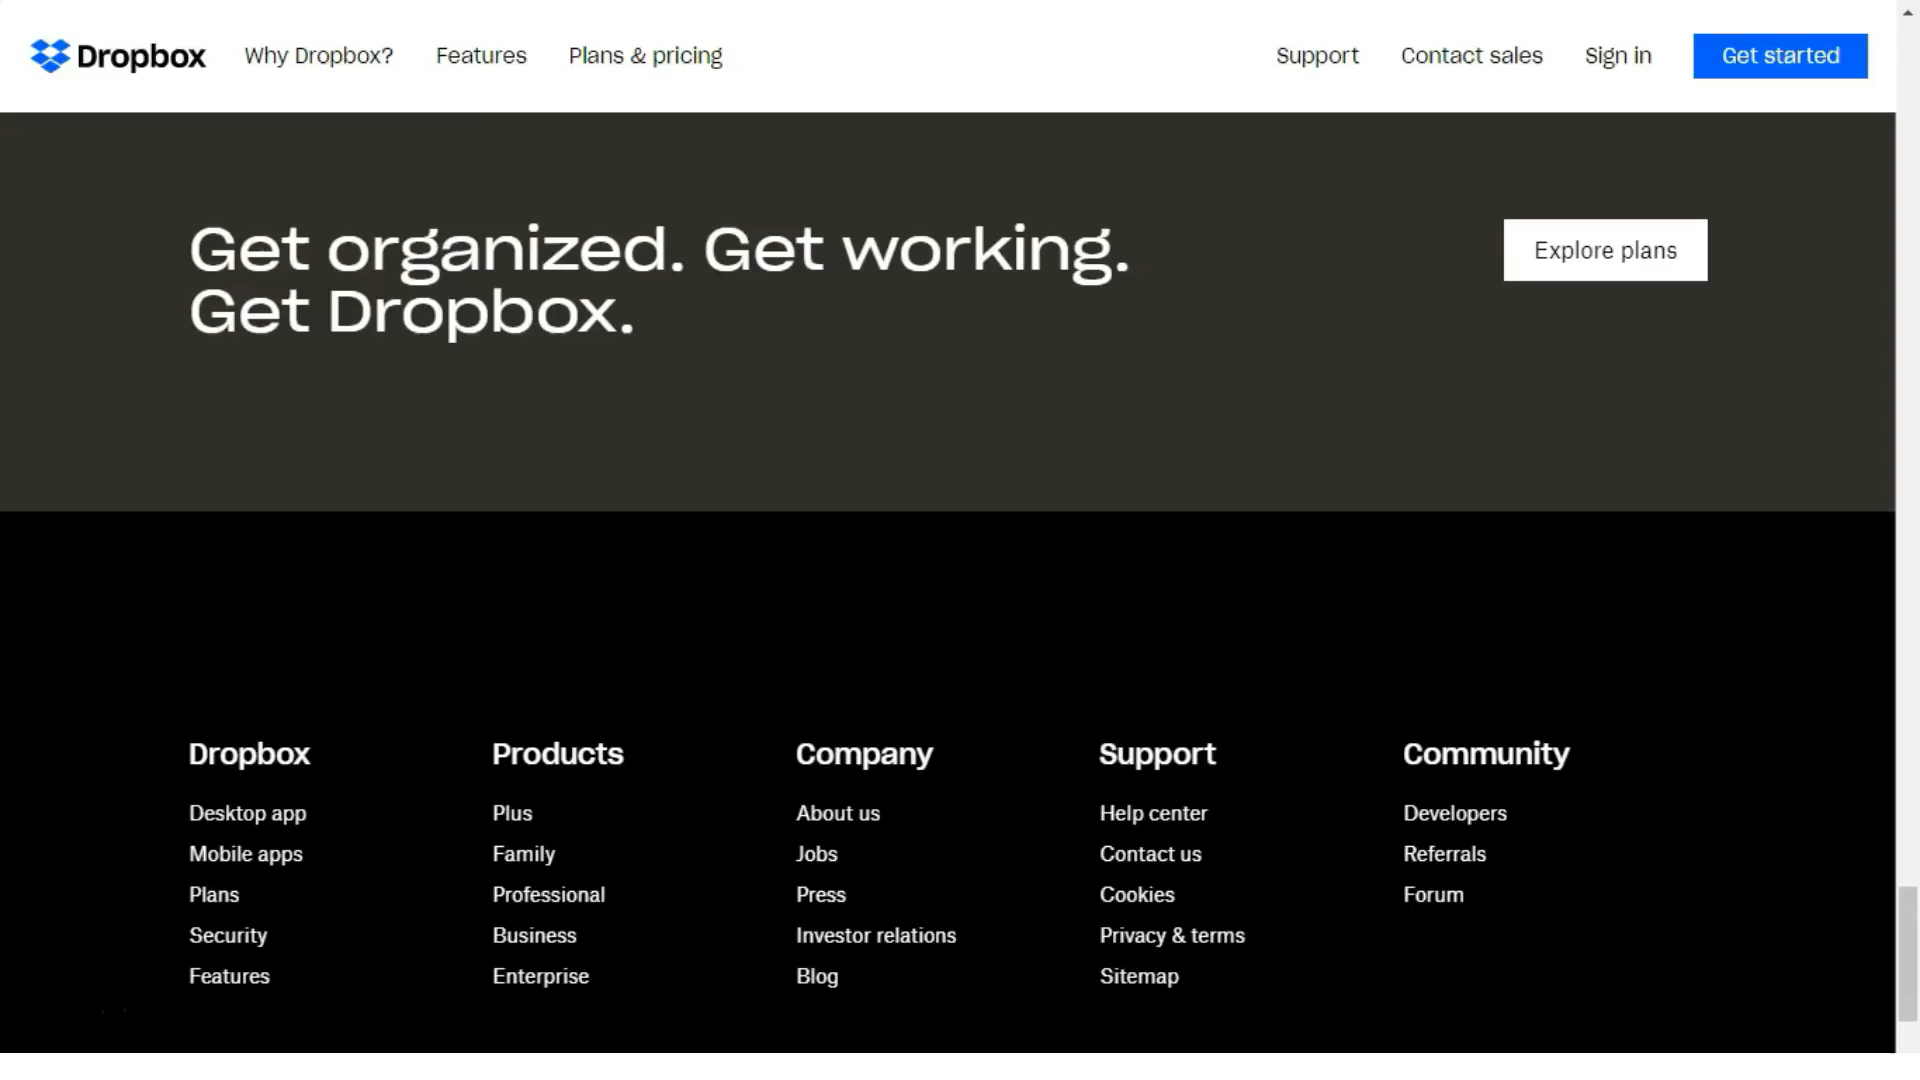 Dropbox
Why Dropbox?
Features
Plans & pricing
Support
Contact sales
Sign in
Get started
Get organized. Get working.
Get Dropbox.
Explore plans
Dropbox
Desktop app
Mobile apps
Plans
Security
Features
Products
Plus
Family
Professional
Business
Enterprise
Company
About us
Jobs
Press
Investor relations
Blog
Support
Help center
Contact us
Cookies
Privacy & terms
Sitemap
Community
Developers
Referrals
Forum